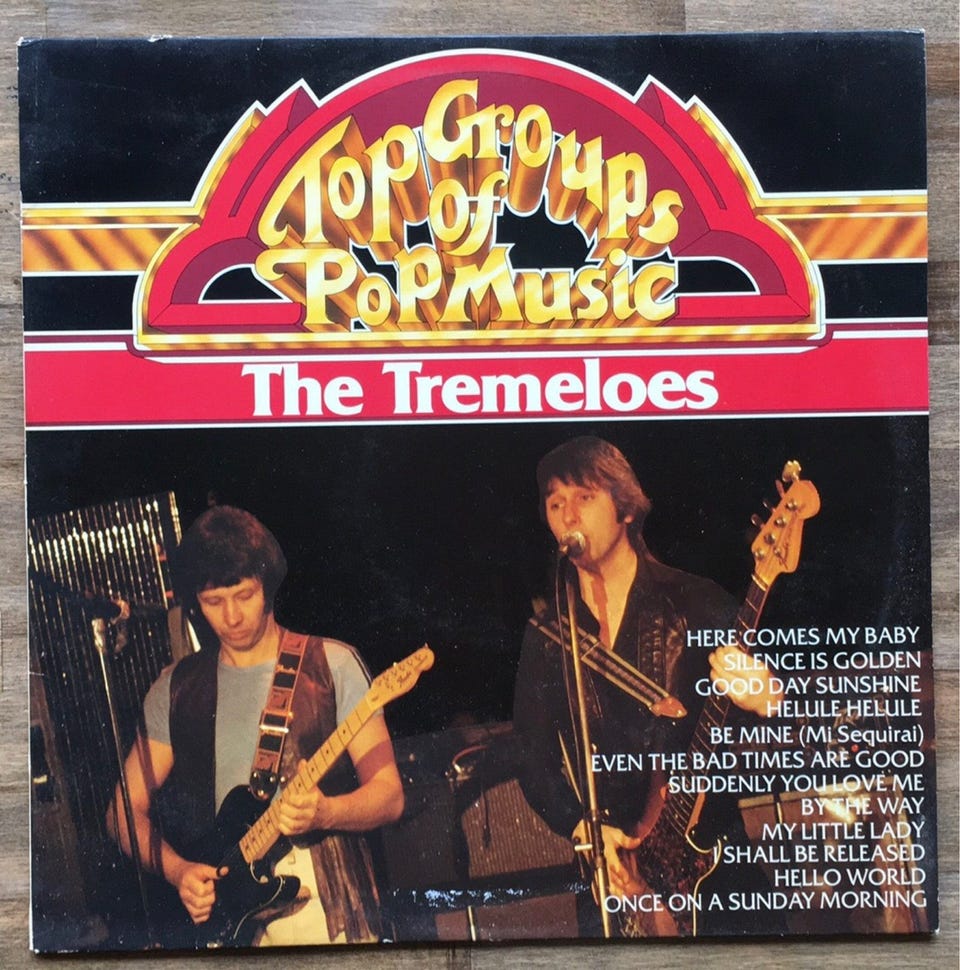 Top Groups
of
Pop Music
The Tremeloes
HERE COMES MY BABY
SILENCE IS GOLDEN
GOOD DAY SUNSHINE
HELULE HELULE
BE MINE (Mi Sequirai)
EVEN THE BAD TIMES ARE GOOD
SUDDENLY YOU LOVE ME
BY THE WAY
MY LITTLE LADY
I SHALL BE RELEASED
HELLO WORLD
ONCE ON A SUNDAY MORNING